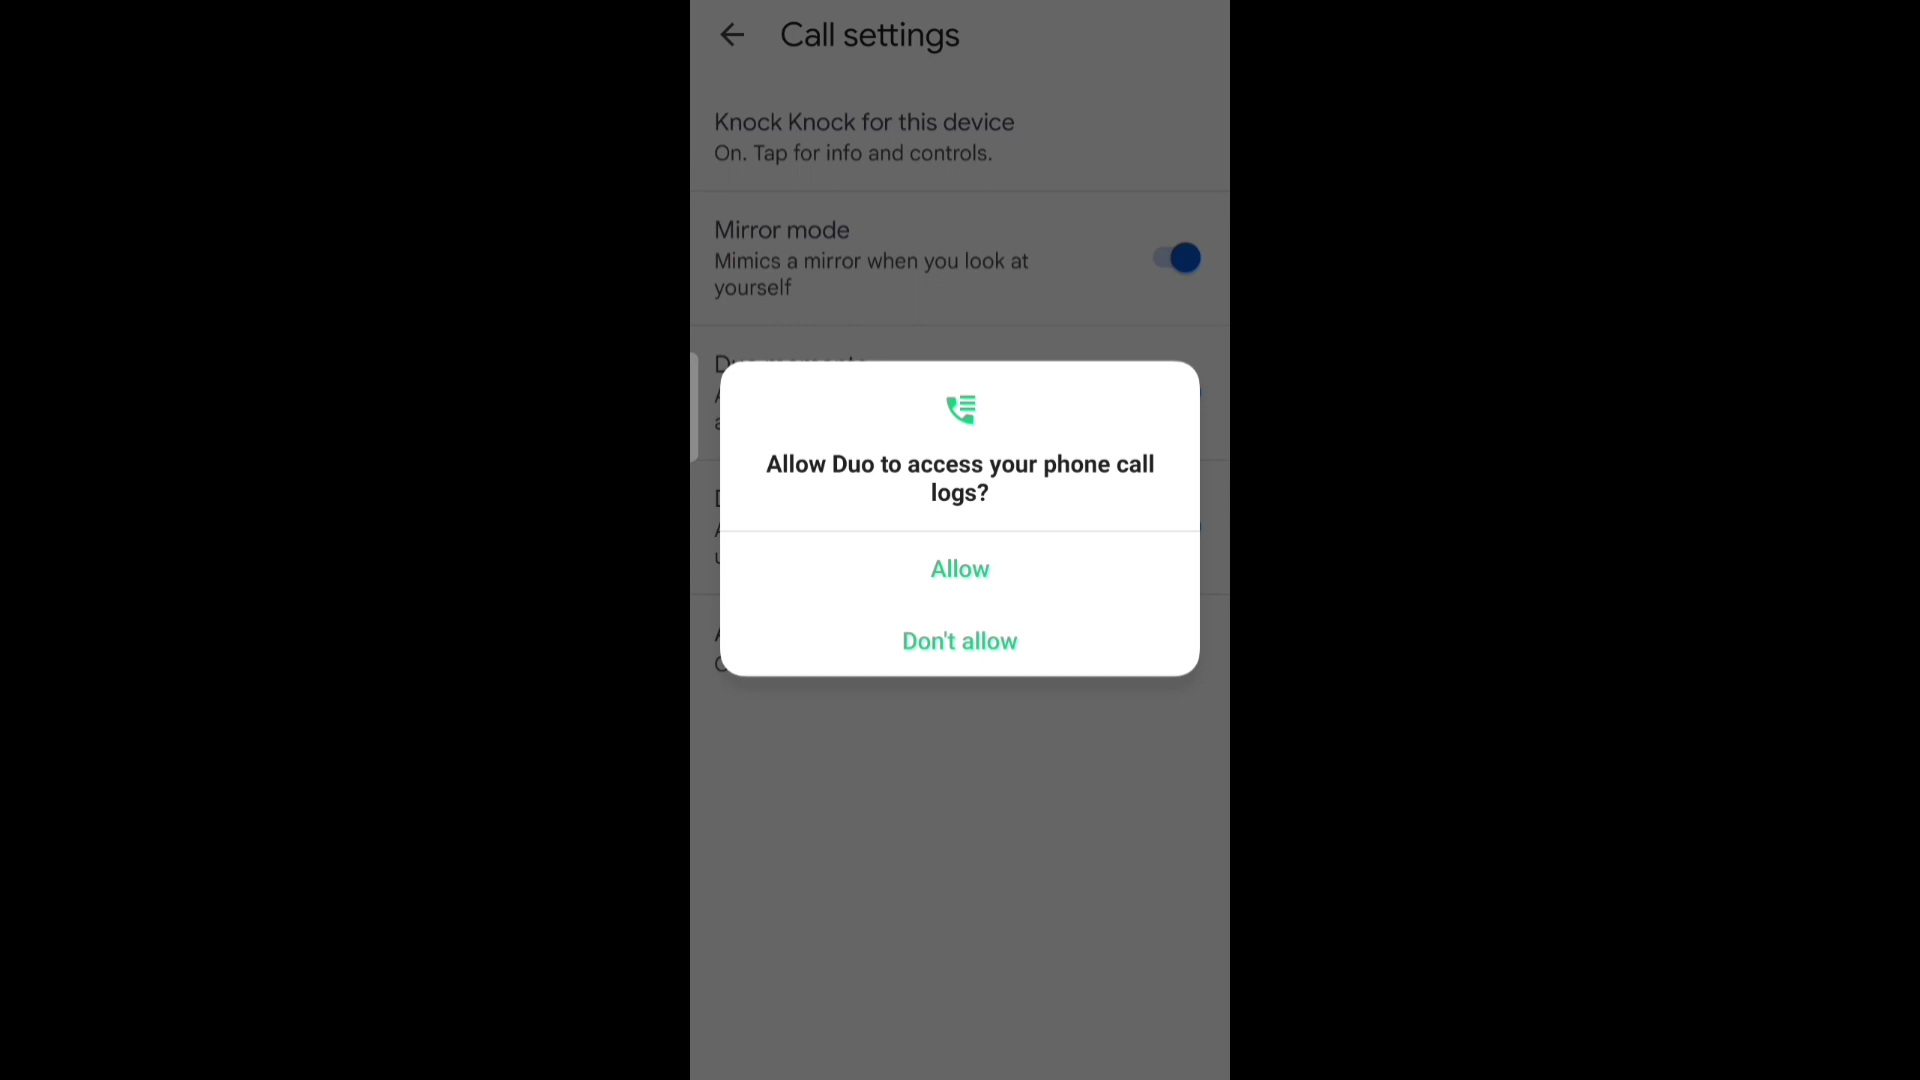 Call settings
Knock Knock for this device
On. Tap for info and controls.
Mirror mode
Mimics a mirror when you look at
yourself
Allow Duo to access your phone call
logs?
Allow
Don't allow